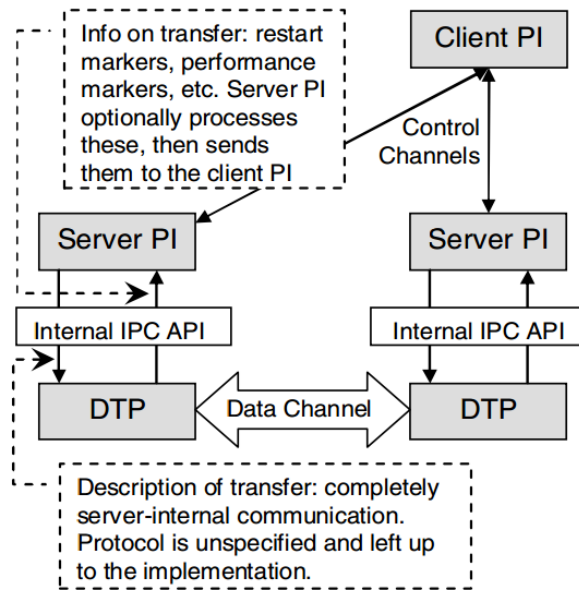 Info on transfer: restart
markers, performance
markers, etc. Server PI
optionally processes
these, then sends
them to the client PI
Client PI
Control
Channels
Server PI
Server PI
Internal IPC API
Internal IPC API
DTP
Data Channel
DTP
Description of transfer: completely
server-internal communication.
Protocol is unspecified and left up
to the implementation.